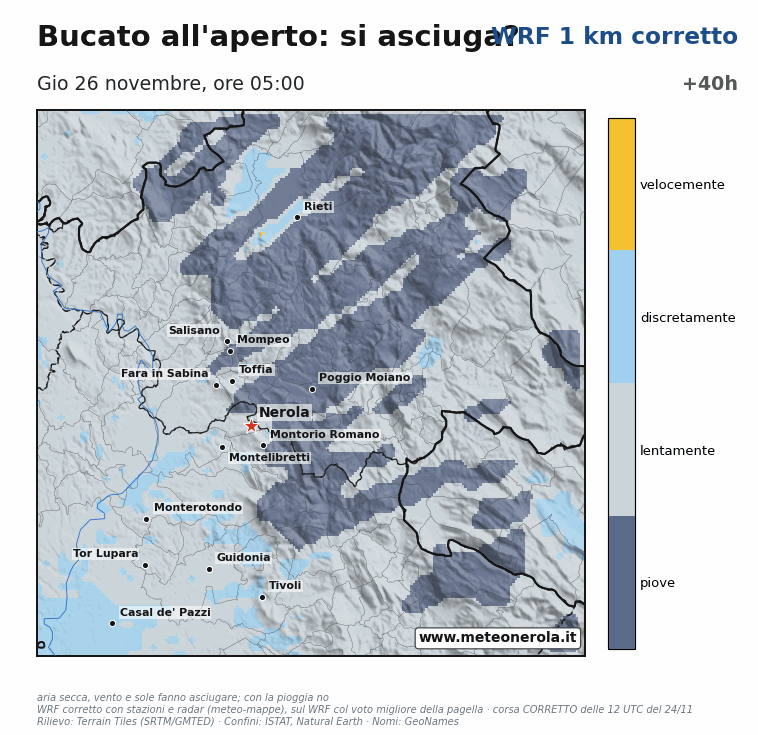 Bucato all'aperto: si asciuga?
WRF 1 km corretto
Gio 26 novembre, ore 05:00
+40h
Rieti
Salisano
Mompeo
Fara in Sabina
Toffia
Poggio Moiano
Nerola
Montorio Romano
Montelibretti
Monterotondo
Tor Lupara
Guidonia
Tivoli
Casal de' Pazzi
www.meteonerola.it
velocemente
discretamente
lentamente
piove
aria secca, vento e sole fanno asciugare; con la pioggia no
WRF corretto con stazioni e radar (meteo-mappe), sul WRF col voto migliore della pagella · corsa CORRETTO delle 12 UTC del 24/11
Rilievo: Terrain Tiles (SRTM/GMTED) · Confini: ISTAT, Natural Earth · Nomi: GeoNames